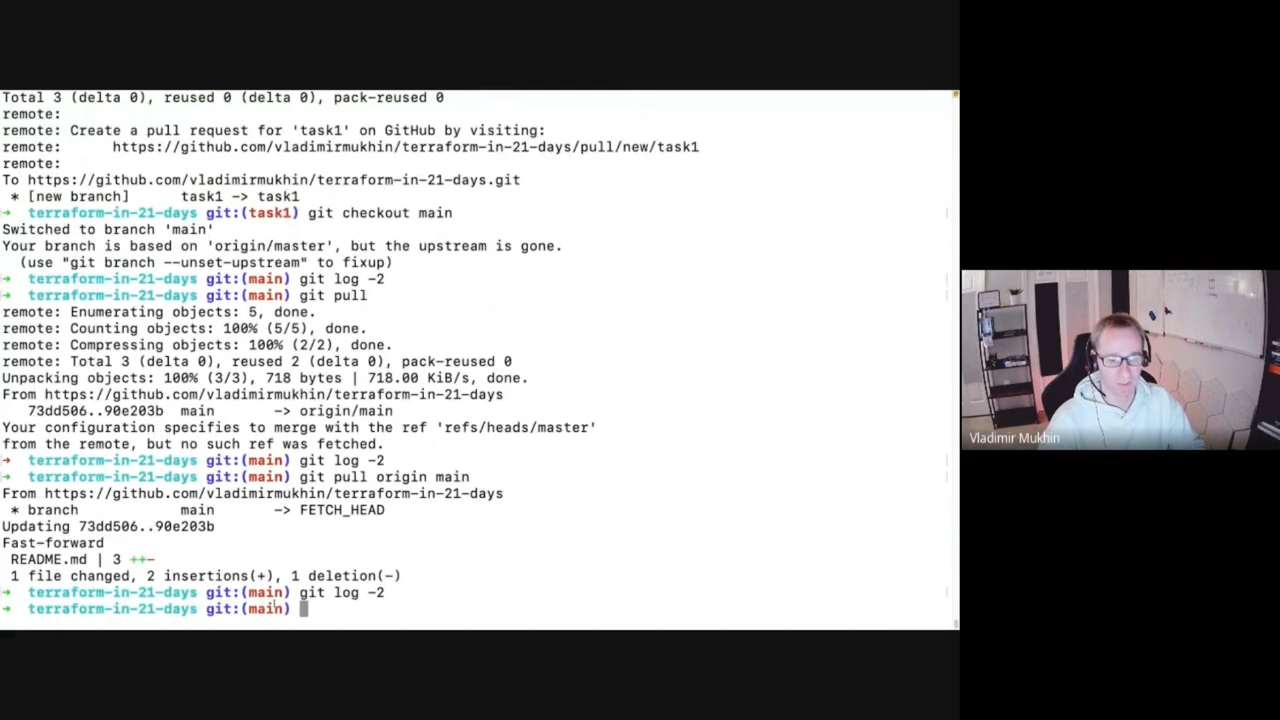 Total 3 (delta 0), reused 0 (delta 0), pack-reused 0
remote:
remote: Create a pull request for 'task1' on GitHub by visiting:
remote:      https://github.com/vladimirmukhin/terraform-in-21-days/pull/new/task1
remote:
To https://github.com/vladimirmukhin/terraform-in-21-days.git
 * [new branch]      task1 -> task1
➜  terraform-in-21-days git:(task1) git checkout main
Switched to branch 'main'
Your branch is based on 'origin/master', but the upstream is gone.
  (use "git branch --unset-upstream" to fixup)
➜  terraform-in-21-days git:(main) git log -2
➜  terraform-in-21-days git:(main) git pull
remote: Enumerating objects: 5, done.
remote: Counting objects: 100% (5/5), done.
remote: Compressing objects: 100% (2/2), done.
remote: Total 3 (delta 0), reused 2 (delta 0), pack-reused 0
Unpacking objects: 100% (3/3), 718 bytes | 718.00 KiB/s, done.
From https://github.com/vladimirmukhin/terraform-in-21-days
   73dd506..90e203b  main       -> origin/main
Your configuration specifies to merge with the ref 'refs/heads/master'
from the remote, but no such ref was fetched.
➜  terraform-in-21-days git:(main) git log -2
➜  terraform-in-21-days git:(main) git pull origin main
From https://github.com/vladimirmukhin/terraform-in-21-days
 * branch            main       -> FETCH_HEAD
Updating 73dd506..90e203b
Fast-forward
 README.md | 3 ++-
 1 file changed, 2 insertions(+), 1 deletion(-)
➜  terraform-in-21-days git:(main) git log -2
➜  terraform-in-21-days git:(main)
Vladimir Mukhin